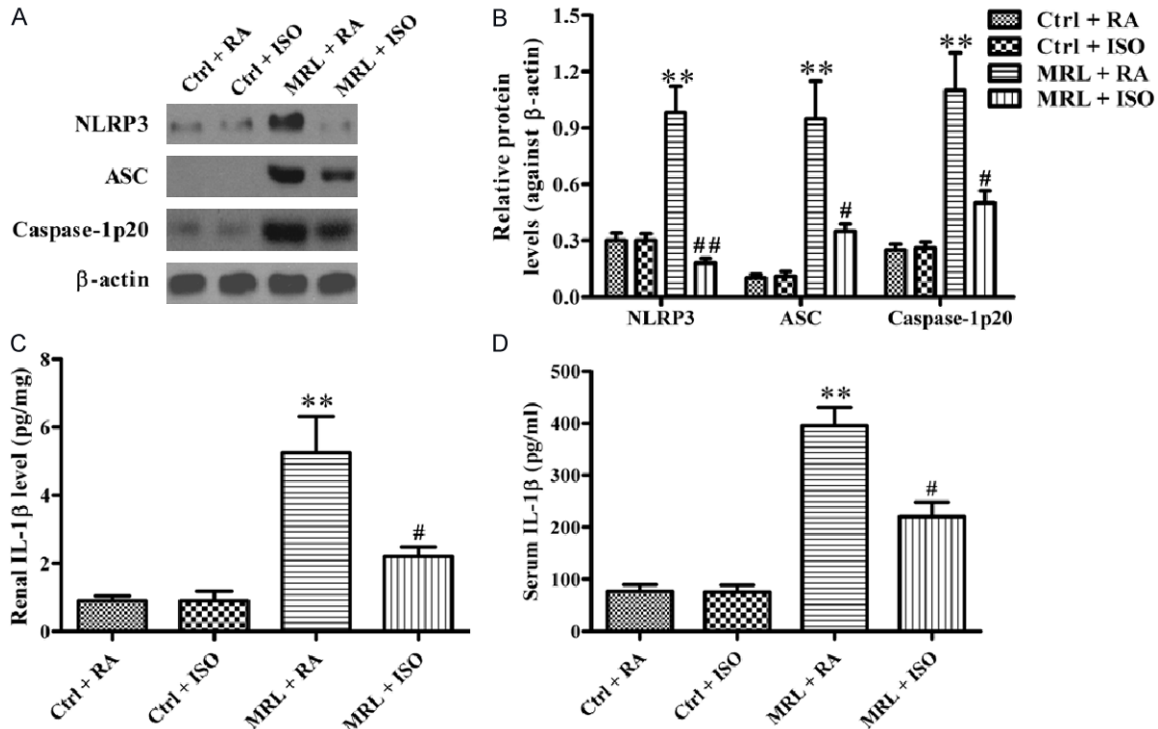 A
Ctrl + RA
Ctrl + ISO
MRL + RA
MRL + ISO
NLRP3
ASC
Caspase-1p20
β-actin
B
Relative protein
levels (against β-actin)
1.5
1.2
0.9
0.6
0.3
0.0
**
##
**
#
**
#
NLRP3
ASC
Caspase-1p20
Ctrl + RA
Ctrl + ISO
MRL + RA
MRL + ISO
C
Renal IL-1β level (pg/mg)
8
6
4
2
0
**
#
Ctrl + RA
Ctrl + ISO
MRL + RA
MRL + ISO
D
Serum IL-1β (pg/ml)
500
400
300
200
100
0
**
#
Ctrl + RA
Ctrl + ISO
MRL + RA
MRL + ISO